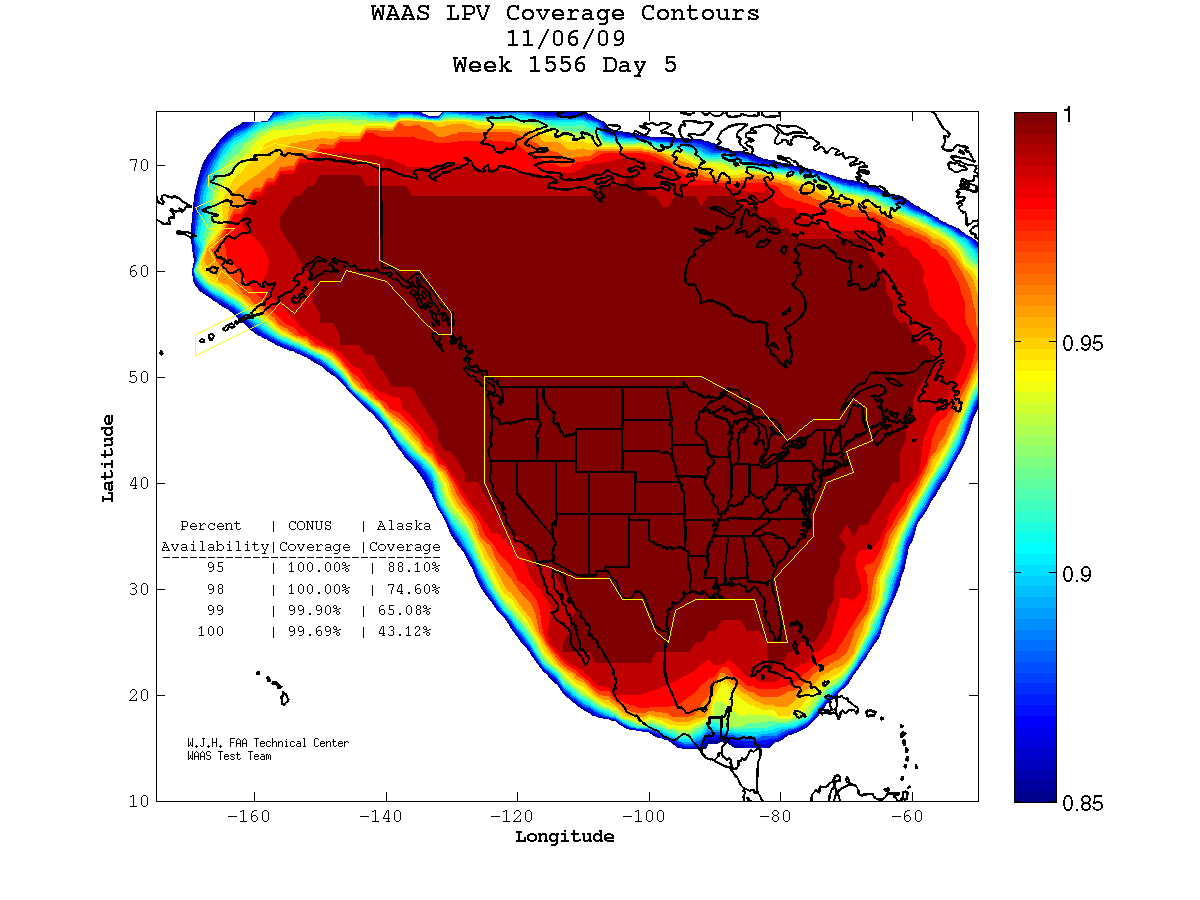 WAAS LPV Coverage Contours
11/06/09
Week 1556 Day 5
70
60
50
40
30
20
10
Latitude
-160
-140
-120
-100
-80
-60
Longitude
1
0.95
0.9
0.85
Percent | CONUS | Alaska
Availability|Coverage |Coverage
95 | 100.00% | 88.10%
98 | 100.00% | 74.60%
99 | 99.90% | 65.08%
100 | 99.69% | 43.12%
W.J.H. FAA Technical Center
WAAS Test Team